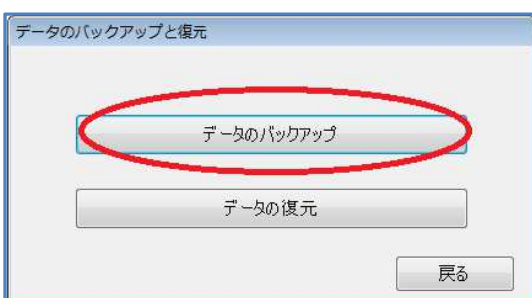 データのバックアップと復元
データのバックアップ
データの復元
戻る